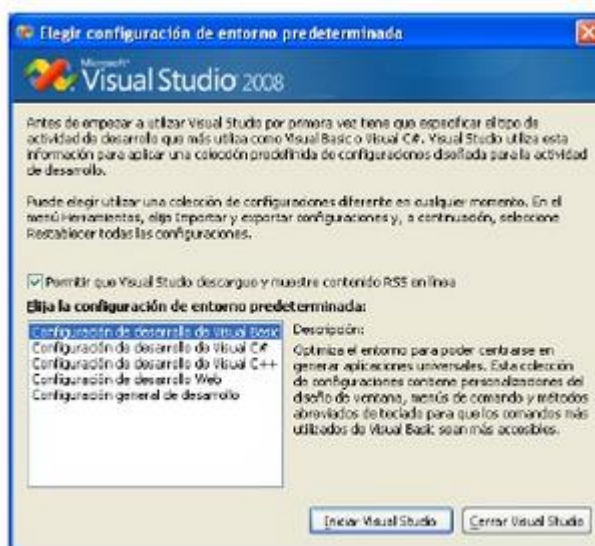 Elegir configuración de entorno predeterminada
Microsoft
Visual Studio 2008
Antes de empezar a utilizar Visual Studio por primera vez tiene que especificar el tipo de
actividad de desarrollo que más utiliza como Visual Basic o Visual C#. Visual Studio utiliza esta
información para aplicar una colección predefinida de configuraciones diseñada para la actividad
de desarrollo.
Puede elegir utilizar una colección de configuraciones diferente en cualquier momento. En el
menú Herramientas, elija Importar y exportar configuraciones y, a continuación, seleccione
Restablecer todas las configuraciones.
Permitir que Visual Studio descargue y muestre contenido RSS en línea
Elija la configuración de entorno predeterminada:
Configuración de desarrollo de Visual Basic
Configuración de desarrollo de Visual C#
Configuración de desarrollo de Visual C++
Configuración de desarrollo Web
Configuración general de desarrollo
Descripción:
Optimiza el entorno para poder centrarse en
generar aplicaciones universales. Esta colección
de configuraciones contiene personalizaciones del
diseño de ventana, menús de comando y métodos
abreviados de teclado para que los comandos más
utilizados de Visual Basic sean más accesibles.
Iniciar Visual Studio
Cerrar Visual Studio